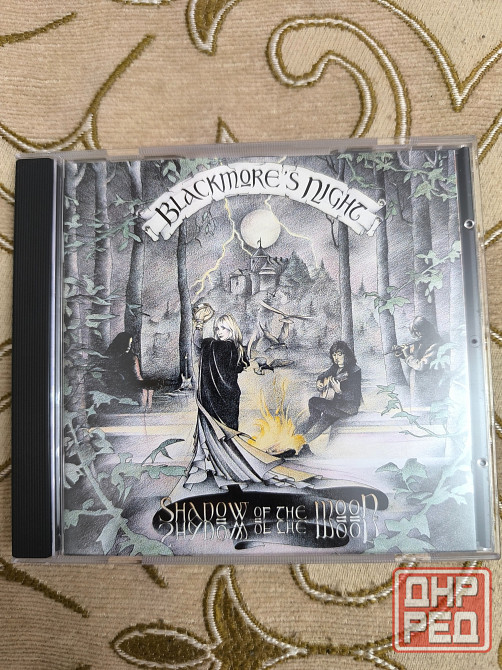 BLACKMORE'S NIGHT
SHADOW OF THE MOON
ДНР
РЕД